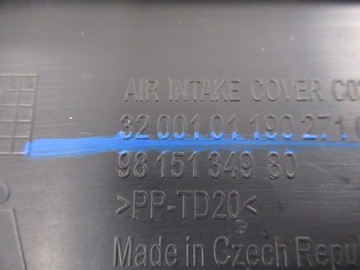 AIR INTAKE COVER
32 001 01 190 271
98 151 349 80
>PP-TD20<
Made in Czech